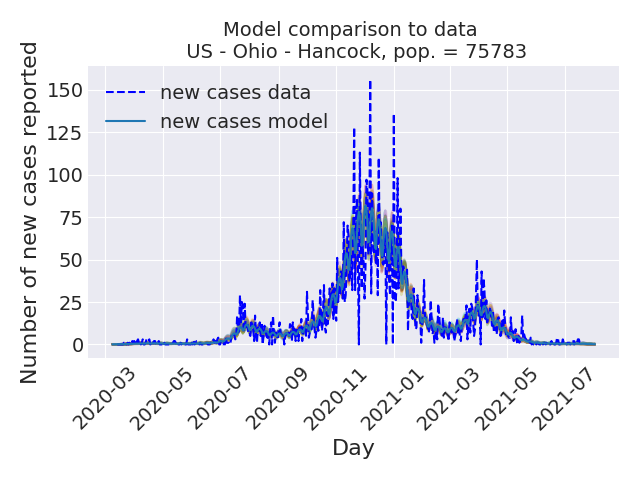 Model comparison to data
US - Ohio - Hancock, pop. = 75783
Number of new cases reported
150
125
100
75
50
25
0
new cases data
new cases model
2020-03
2020-05
2020-07
2020-09
2020-11
2021-01
2021-03
2021-05
2021-07
Day